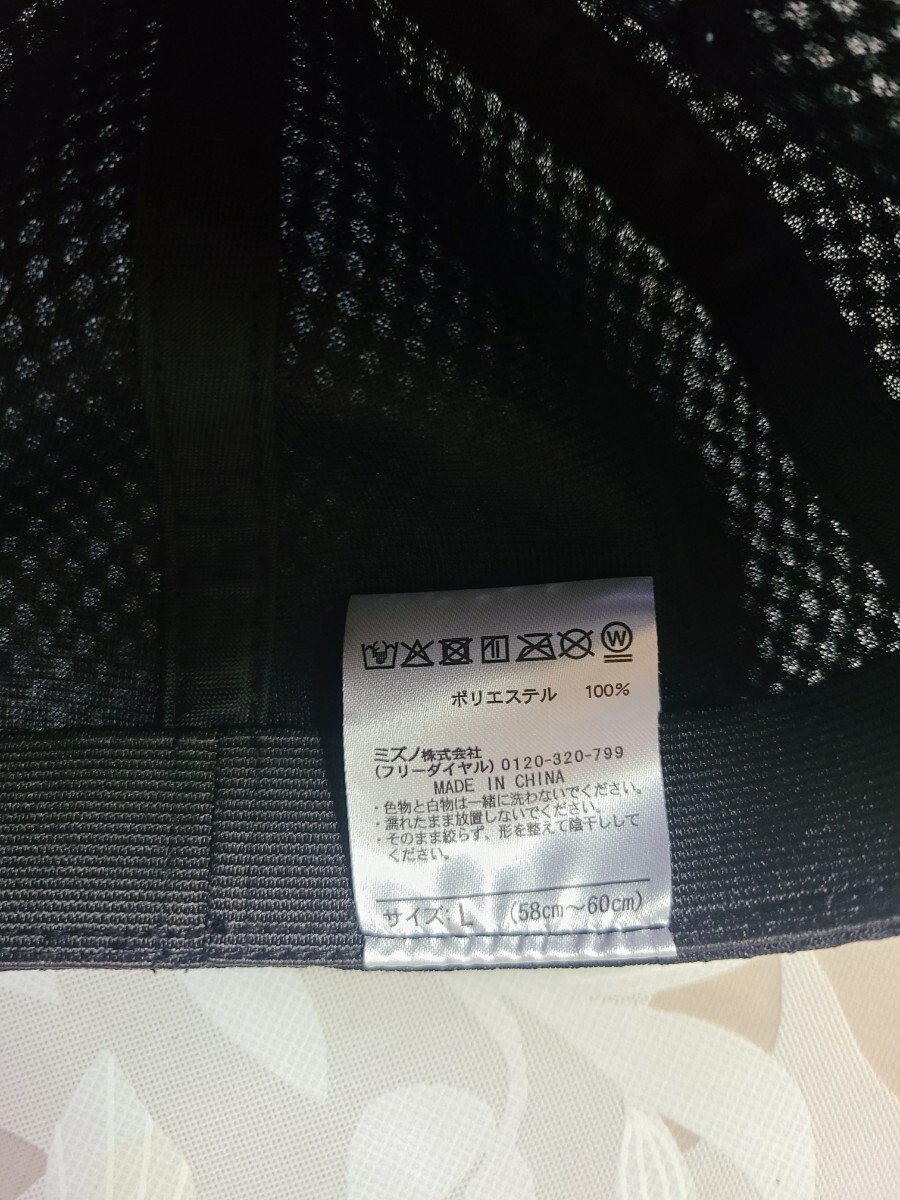 W
ポリエステル 100%
ミズノ株式会社
(フリーダイヤル) 0120-320-799
MADE IN CHINA
・色物と白物は一緒に洗わないでください。
・濡れたまま放置しないでください。
・そのまま絞らず、形を整えて陰干しして
ください。
サイズ:L (58cm～60cm)